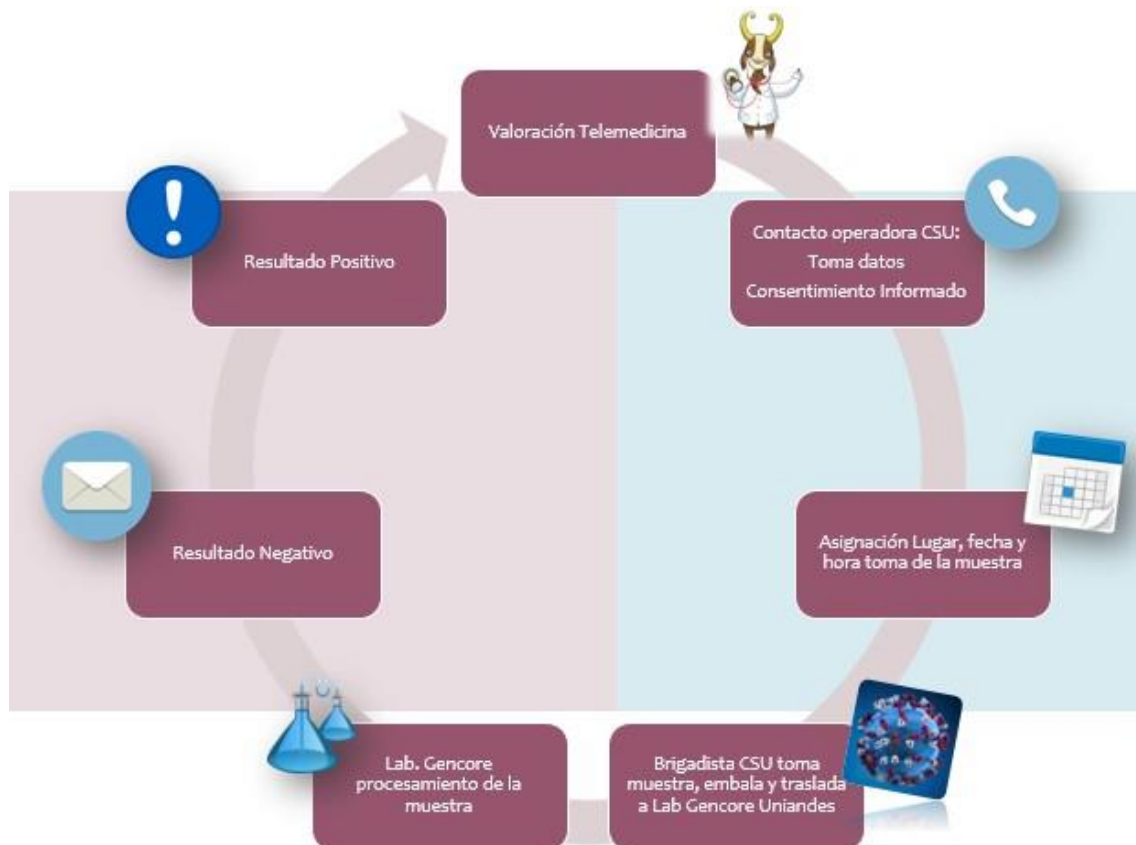 Valoración Telemedicina
Contacto operadora CSU:
Toma datos
Consentimiento Informado
Asignación Lugar, fecha y
hora toma de la muestra
Brigadista CSU toma
muestra, embala y traslada
a Lab Gencore Uniandes
Lab. Gencore
procesamiento de la
muestra
Resultado Negativo
Resultado Positivo